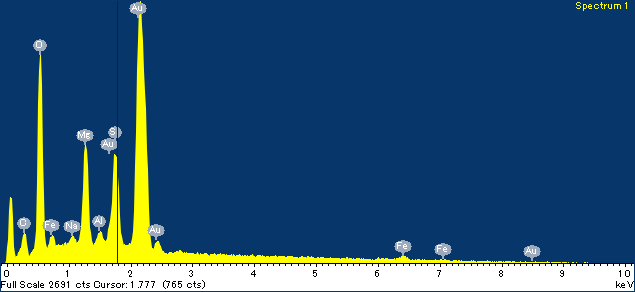 Spectrum 1
Au
O
Mg
Si
Au
C
Fe
Na
Al
Au
Fe
Fe
Au
0 1 2 3 4 5 6 7 8 9 10
Full Scale 2691 cts Cursor: 1.777 (765 cts) keV